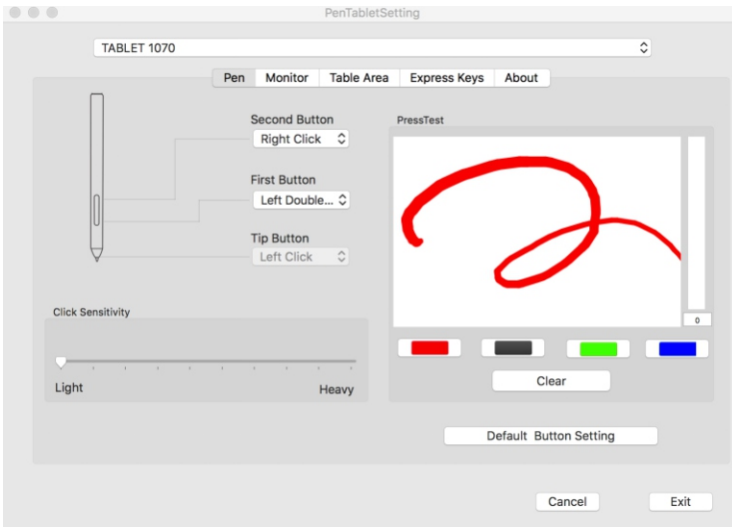 PenTabletSetting
TABLET 1070
Pen Monitor Table Area Express Keys About
Second Button
Right Click
First Button
Left Double...
Tip Button
Left Click
Click Sensitivity
Light Heavy
PressTest
0
Clear
Default Button Setting
Cancel Exit